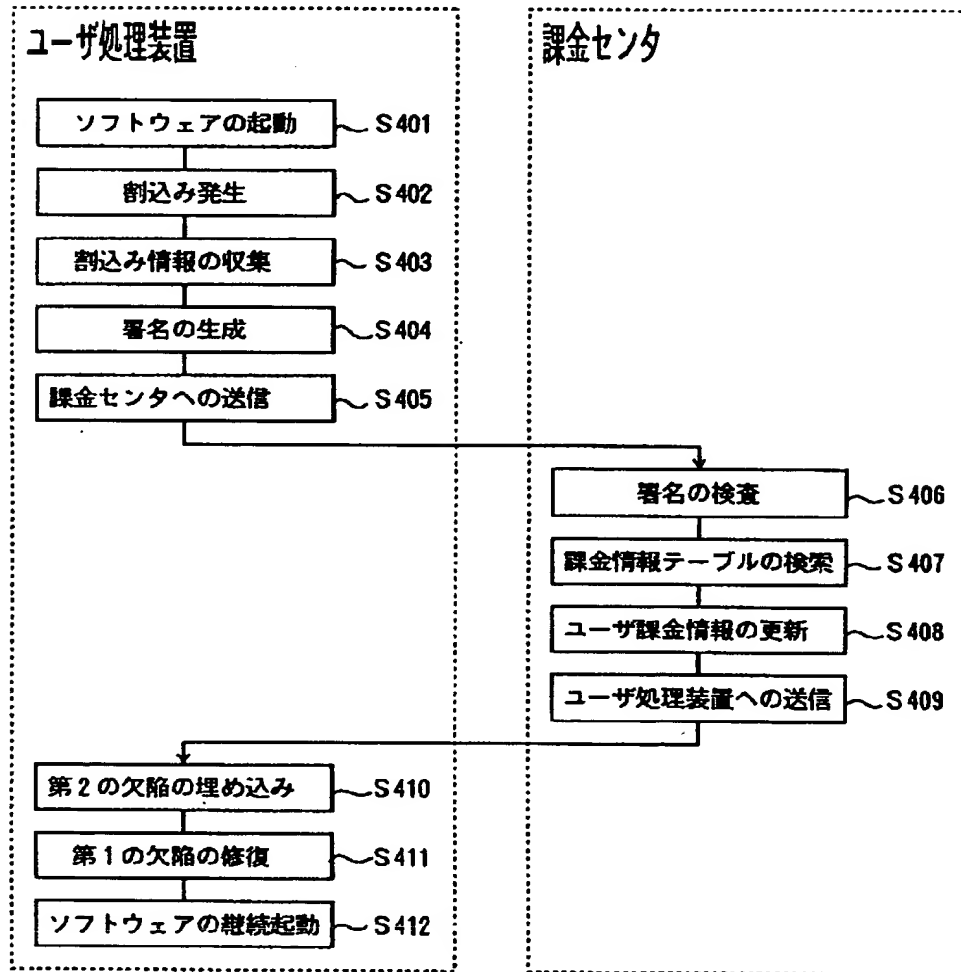 ユーザ処理装置
ソフトウェアの起動 S401
割込み発生 S402
割込み情報の収集 S403
署名の生成 S404
課金センタへの送信 S405
課金センタ
署名の検査 S406
課金情報テーブルの検索 S407
ユーザ課金情報の更新 S408
ユーザ処理装置への送信 S409
第2の欠陥の埋め込み S410
第1の欠陥の修復 S411
ソフトウェアの継続起動 S412